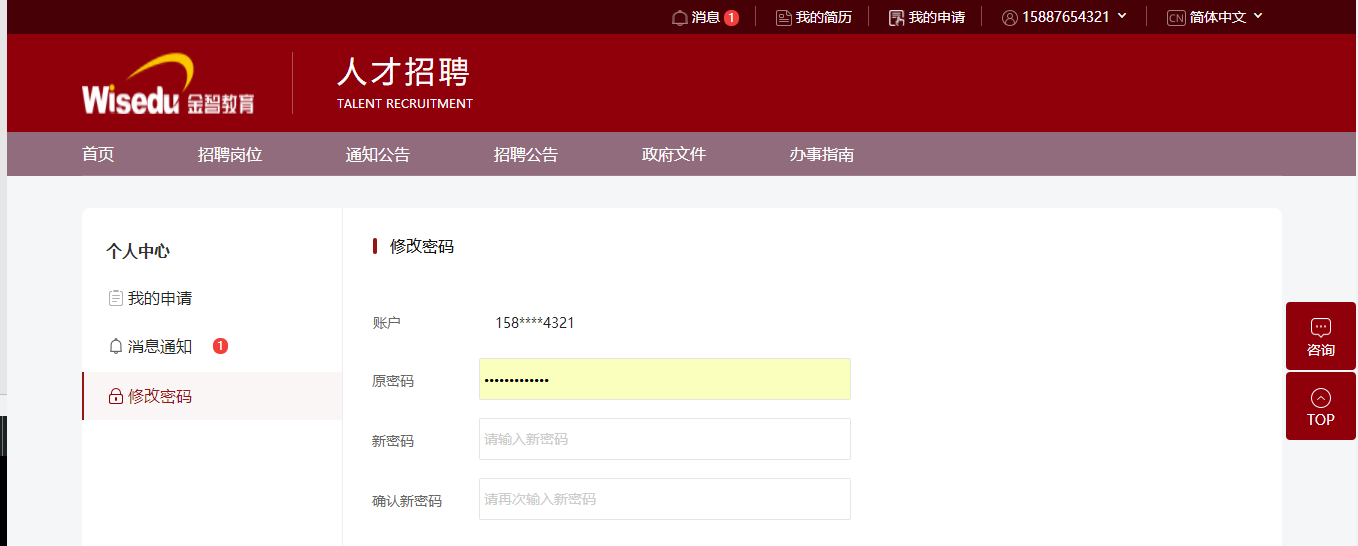 消息 1 我的简历 我的申请 15887654321 CN 简体中文
Wisedu 金智教育
人才招聘
TALENT RECRUITMENT
首页 招聘岗位 通知公告 招聘公告 政府文件 办事指南
个人中心
我的申请
消息通知 1
修改密码
修改密码
账户 158****4321
原密码 •••••••••••••
新密码 请输入新密码
确认新密码 请再次输入新密码
咨询
TOP